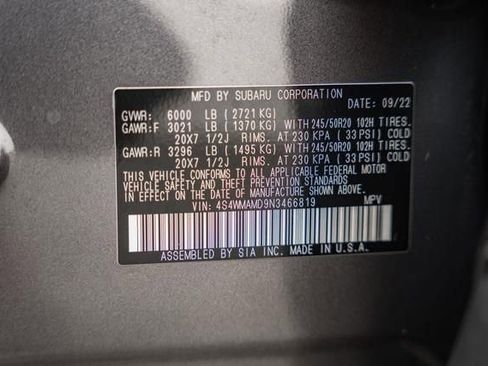 MFD BY SUBARU CORPORATION
DATE: 09/22
GVWR: 6000 LB (2721 KG)
GAWR:F 3021 LB (1370 KG) WITH 245/50R20 102H TIRES.
20X7 1/2J RIMS. AT 230 KPA (33 PSI) COLD
GAWR:R 3296 LB (1495 KG) WITH 245/50R20 102H TIRES.
20X7 1/2J RIMS. AT 230 KPA (33 PSI) COLD
THIS VEHICLE CONFORMS TO ALL APPLICABLE FEDERAL MOTOR
VEHICLE SAFETY AND THEFT PREVENTION STANDARDS IN EFFECT
ON THE DATE OF MANUFACTURE SHOWN ABOVE.
VIN: 4S4WMAMD9N3466819 MPV
ASSEMBLED BY SIA INC. MADE IN U.S.A.